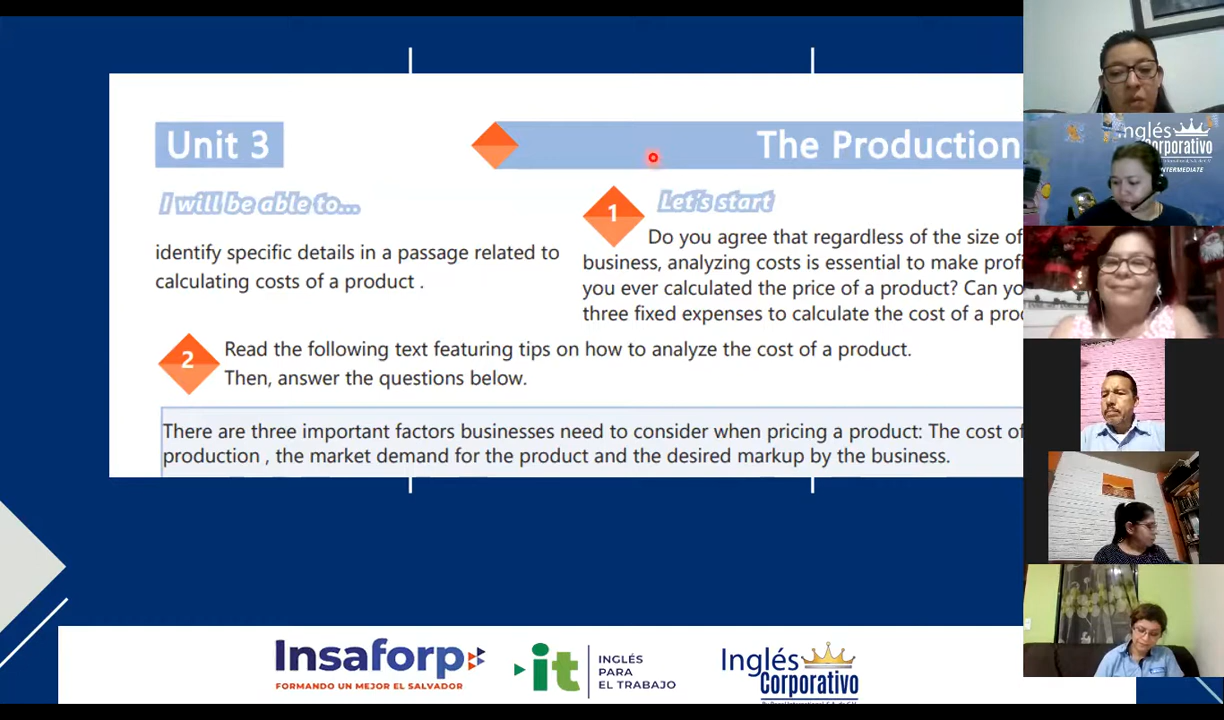 Unit 3
The Production
I will be able to...
identify specific details in a passage related to
calculating costs of a product .
1
Let's start
Do you agree that regardless of the size of
business, analyzing costs is essential to make
you ever calculated the price of a product? Can
three fixed expenses to calculate the cost of a
2
Read the following text featuring tips on how to analyze the cost of a product.
Then, answer the questions below.
There are three important factors businesses need to consider when pricing a product: The cost of
production , the market demand for the product and the desired markup by the business.
Insaforp
FORMANDO UN MEJOR EL SALVADOR
it
INGLÉS
PARA
EL TRABAJO
Inglés
Corporativo
Inglés
Corporativo
INTERMEDIATE